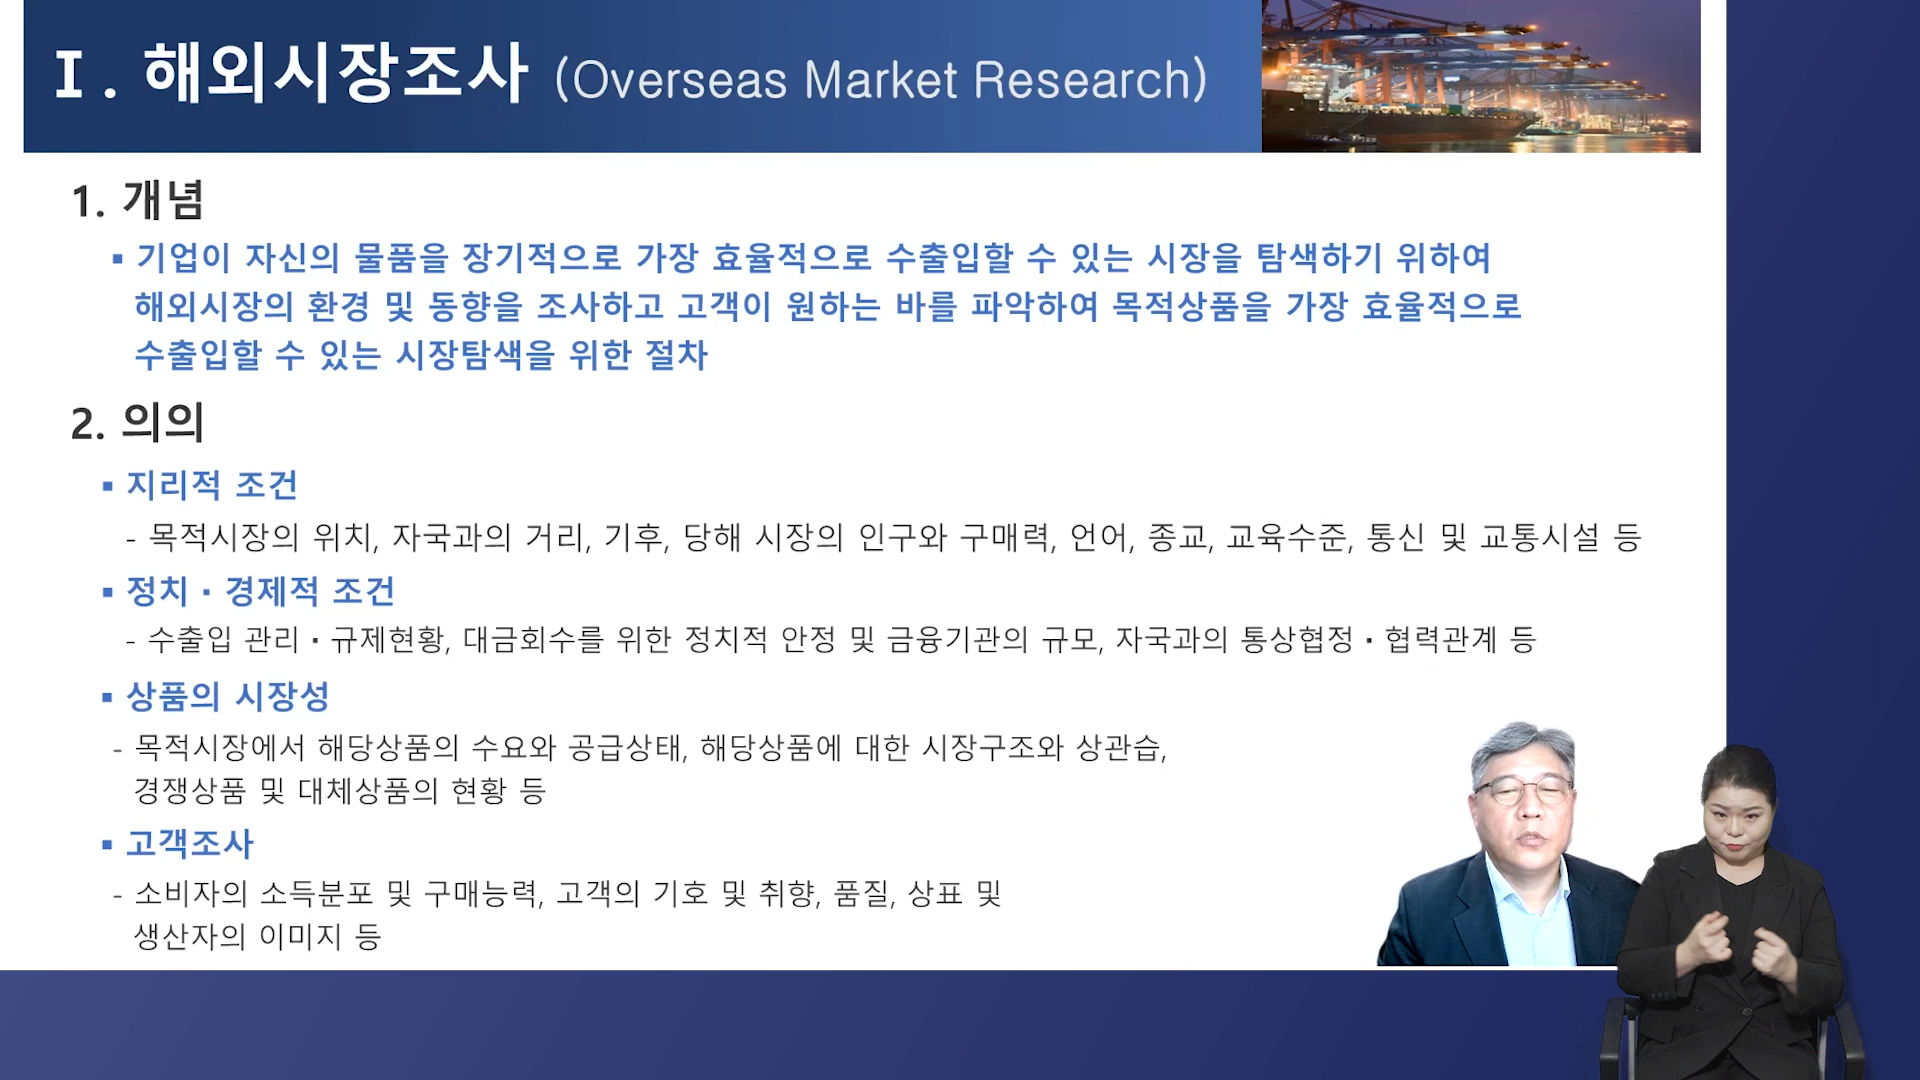 Ⅰ. 해외시장조사 (Overseas Market Research)
1. 개념
▪ 기업이 자신의 물품을 장기적으로 가장 효율적으로 수출입할 수 있는 시장을 탐색하기 위하여
해외시장의 환경 및 동향을 조사하고 고객이 원하는 바를 파악하여 목적상품을 가장 효율적으로
수출입할 수 있는 시장탐색을 위한 절차
2. 의의
▪ 지리적 조건
- 목적시장의 위치, 자국과의 거리, 기후, 당해 시장의 인구와 구매력, 언어, 종교, 교육수준, 통신 및 교통시설 등
▪ 정치·경제적 조건
- 수출입 관리·규제현황, 대금회수를 위한 정치적 안정 및 금융기관의 규모, 자국과의 통상협정·협력관계 등
▪ 상품의 시장성
- 목적시장에서 해당상품의 수요와 공급상태, 해당상품에 대한 시장구조와 상관습,
경쟁상품 및 대체상품의 현황 등
▪ 고객조사
- 소비자의 소득분포 및 구매능력, 고객의 기호 및 취향, 품질, 상표 및
생산자의 이미지 등